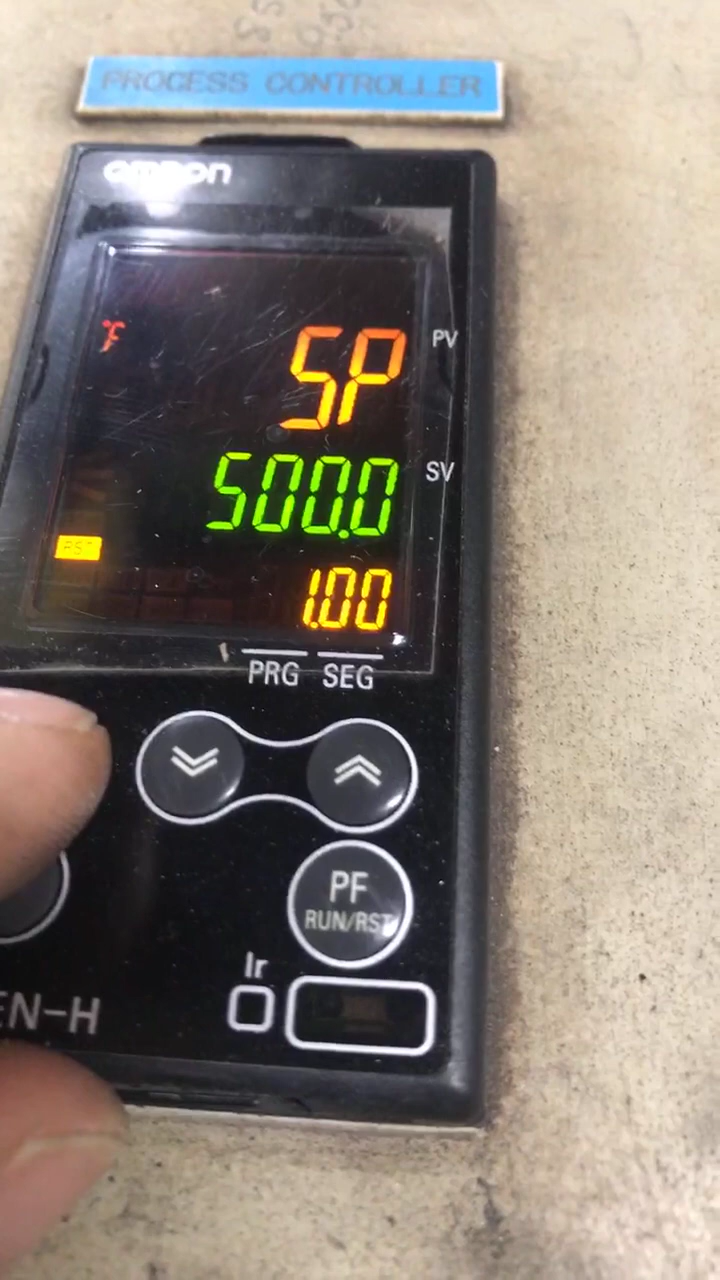 PROCESS CONTROLLER
omron
°F SP PV
500.0 SV
RST
1.00
PRG SEG
PF
RUN/RST
Ir
EN-H